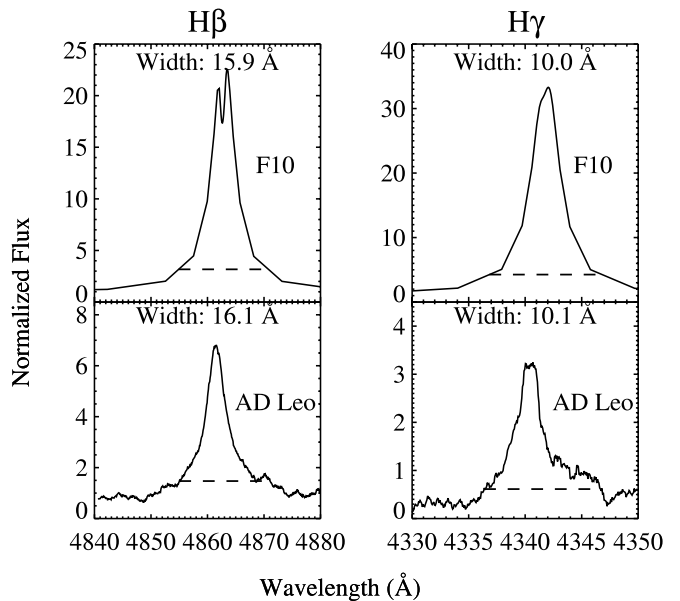 Hβ
Hγ
25
20
15
10
5
0
Width: 15.9 Å
F10
40
30
20
10
0
Width: 10.0 Å
F10
Normalized Flux
8
6
4
2
0
Width: 16.1 Å
AD Leo
4
3
2
1
0
Width: 10.1 Å
AD Leo
4840 4850 4860 4870 4880
4330 4335 4340 4345 4350
Wavelength (Å)